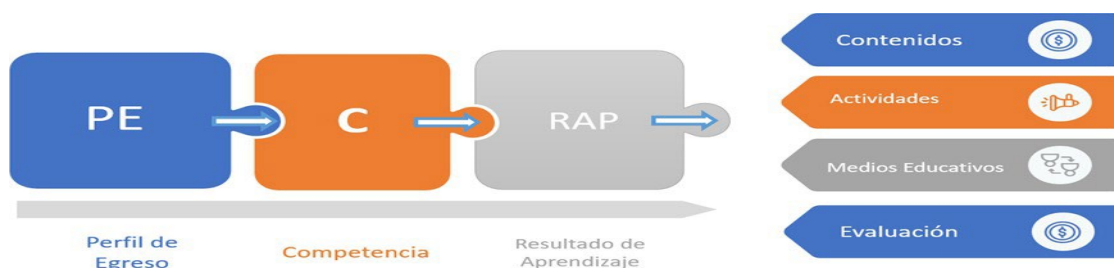 PE
C
RAP
Perfil de
Egreso
Competencia
Resultado de
Aprendizaje
Contenidos
Actividades
Medios Educativos
Evaluación